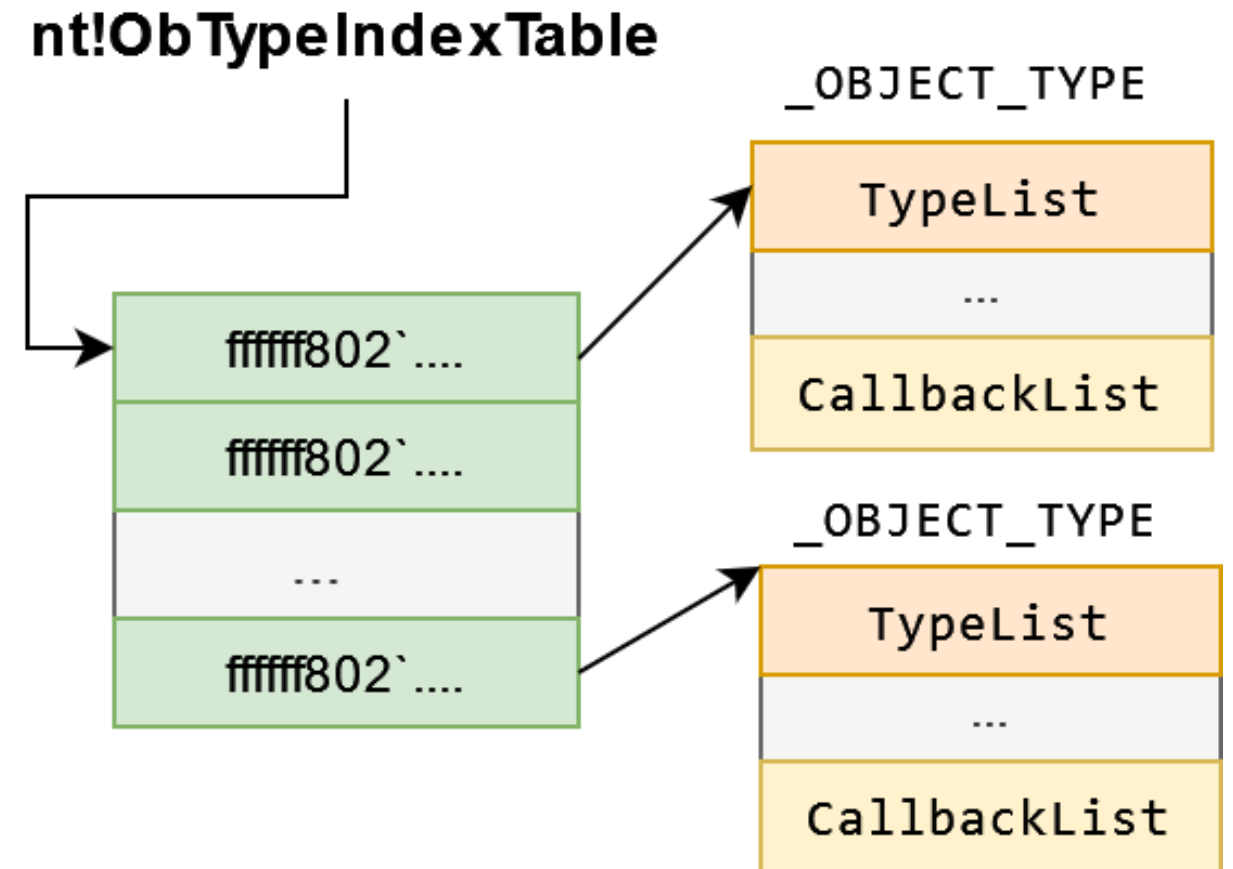 nt!ObTypeIndexTable
_OBJECT_TYPE
TypeList
...
CallbackList
ffffff802`....
ffffff802`....
...
ffffff802`....
_OBJECT_TYPE
TypeList
...
CallbackList